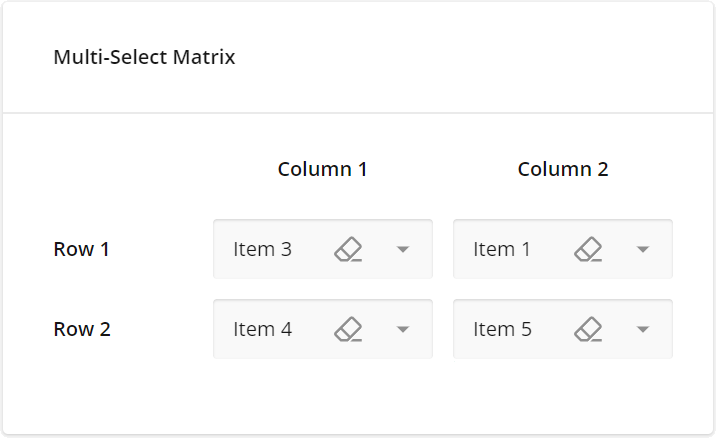 Multi-Select Matrix
Column 1 Column 2
Row 1 Item 3 Item 1
Row 2 Item 4 Item 5